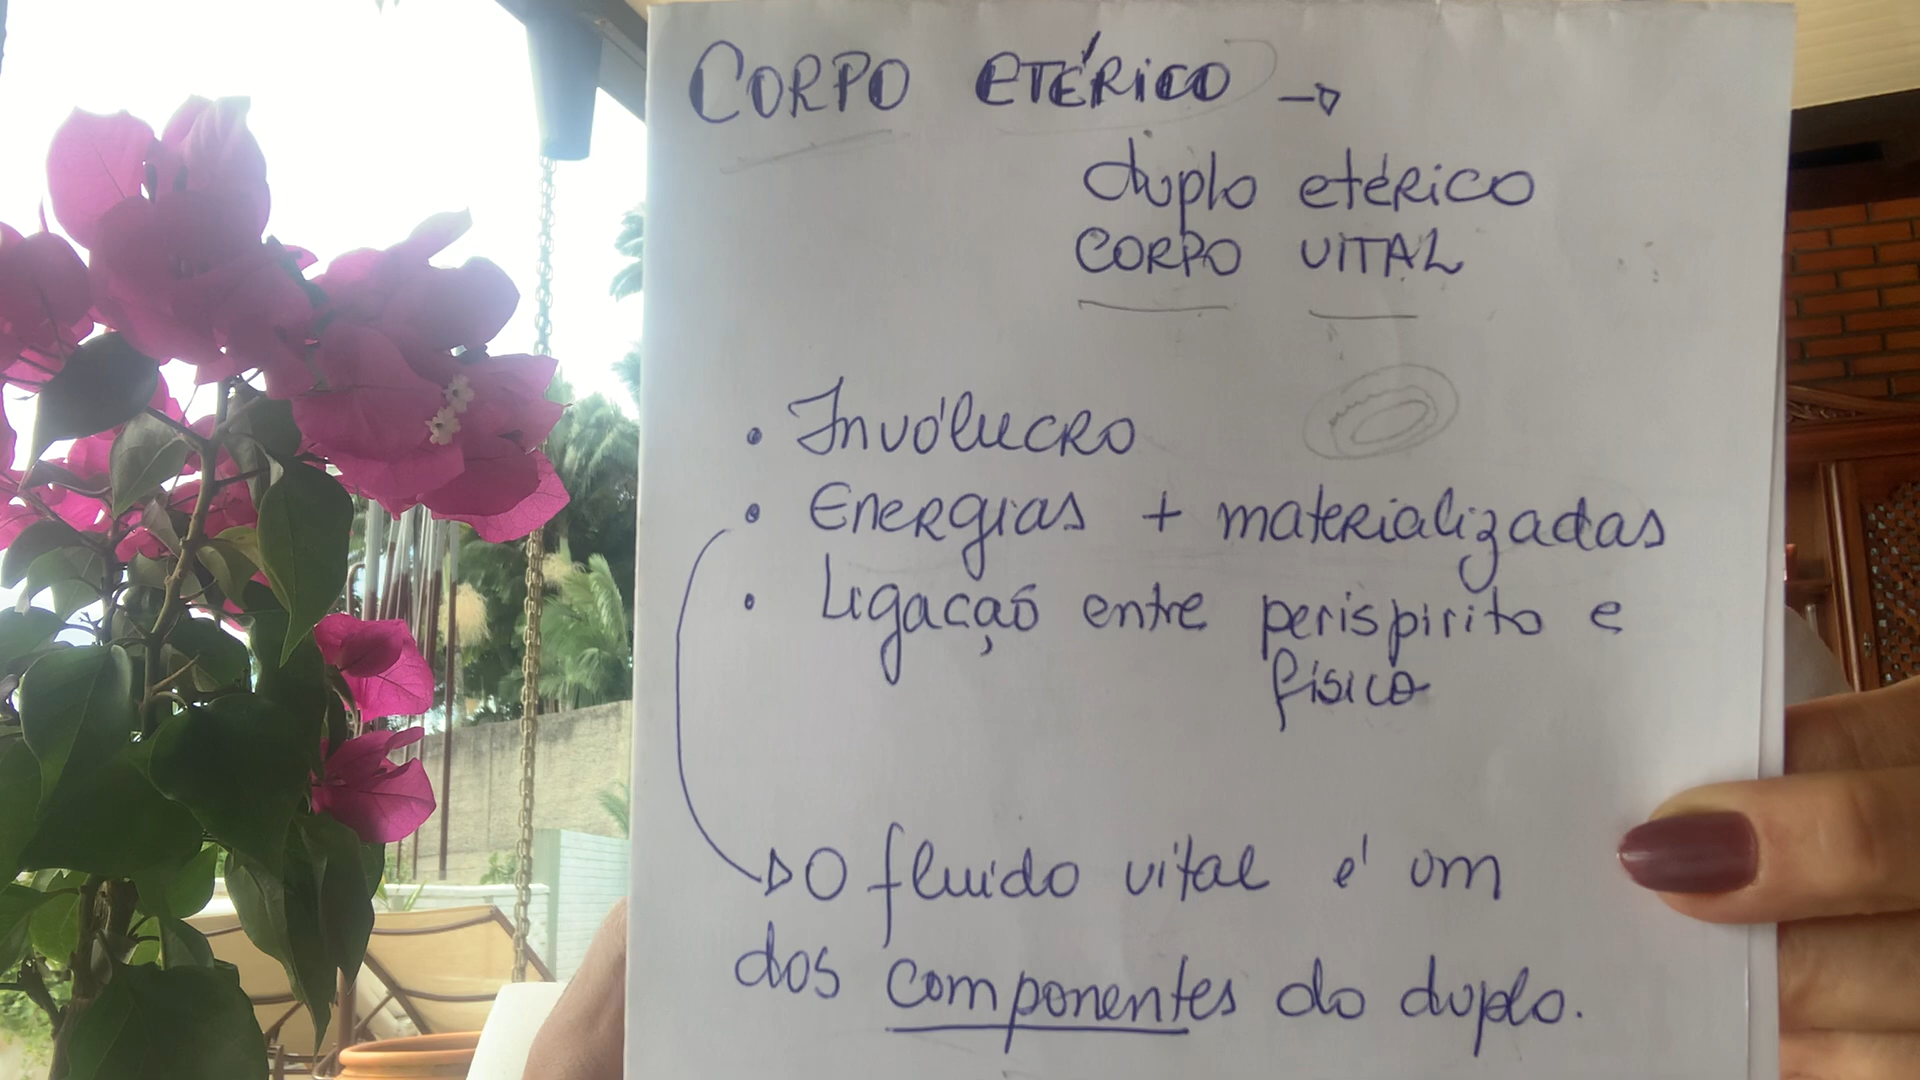 CORPO ETÉRICO →
duplo etérico
CORPO VITAL
• Invólucro
• Energias + materializadas
• Ligação entre perispirito e
físico
→ O fluido vital é um
dos componentes do duplo.